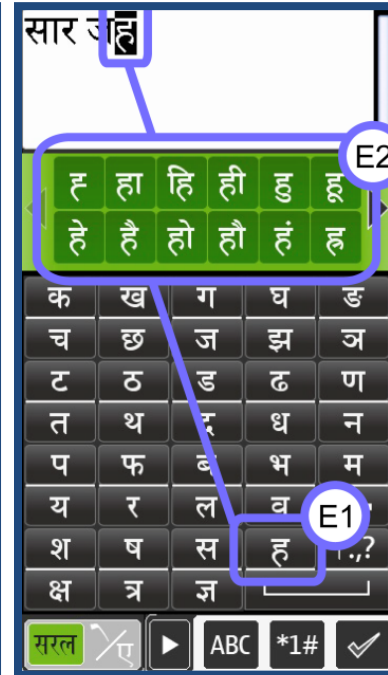 सार जह
E2
ह् हा हि ही हु हू
हे है हो हौ हं ह्र
क ख ग घ ङ
च छ ज झ ञ
ट ठ ड ढ ण
त थ द ध न
प फ ब भ म
य र ल व
E1
श ष स ह !.,?
क्ष त्र ज्ञ
सरल ए ABC *1#